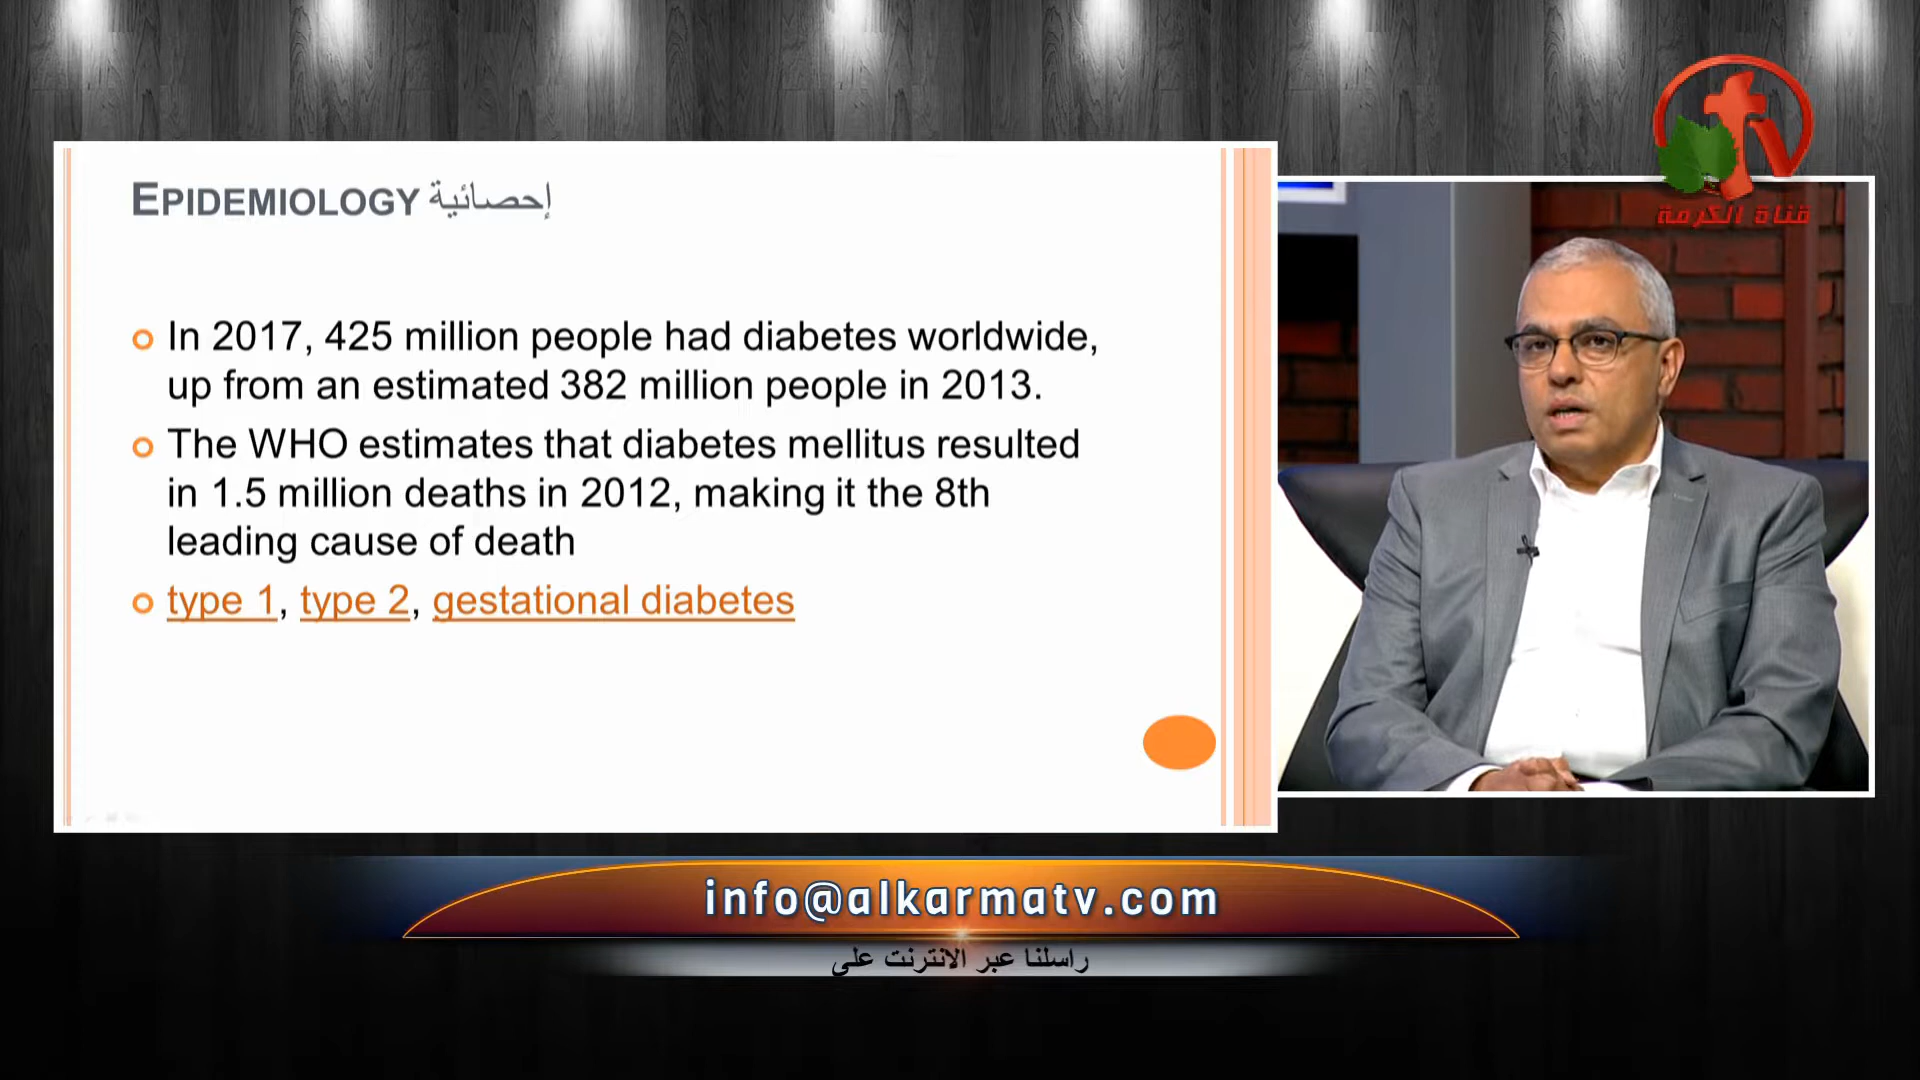 EPIDEMIOLOGY إحصائية
In 2017, 425 million people had diabetes worldwide,
up from an estimated 382 million people in 2013.
The WHO estimates that diabetes mellitus resulted
in 1.5 million deaths in 2012, making it the 8th
leading cause of death
type 1, type 2, gestational diabetes
tv
قناة الكرمة
info@alkarmatv.com
راسلنا عبر الانترنت على